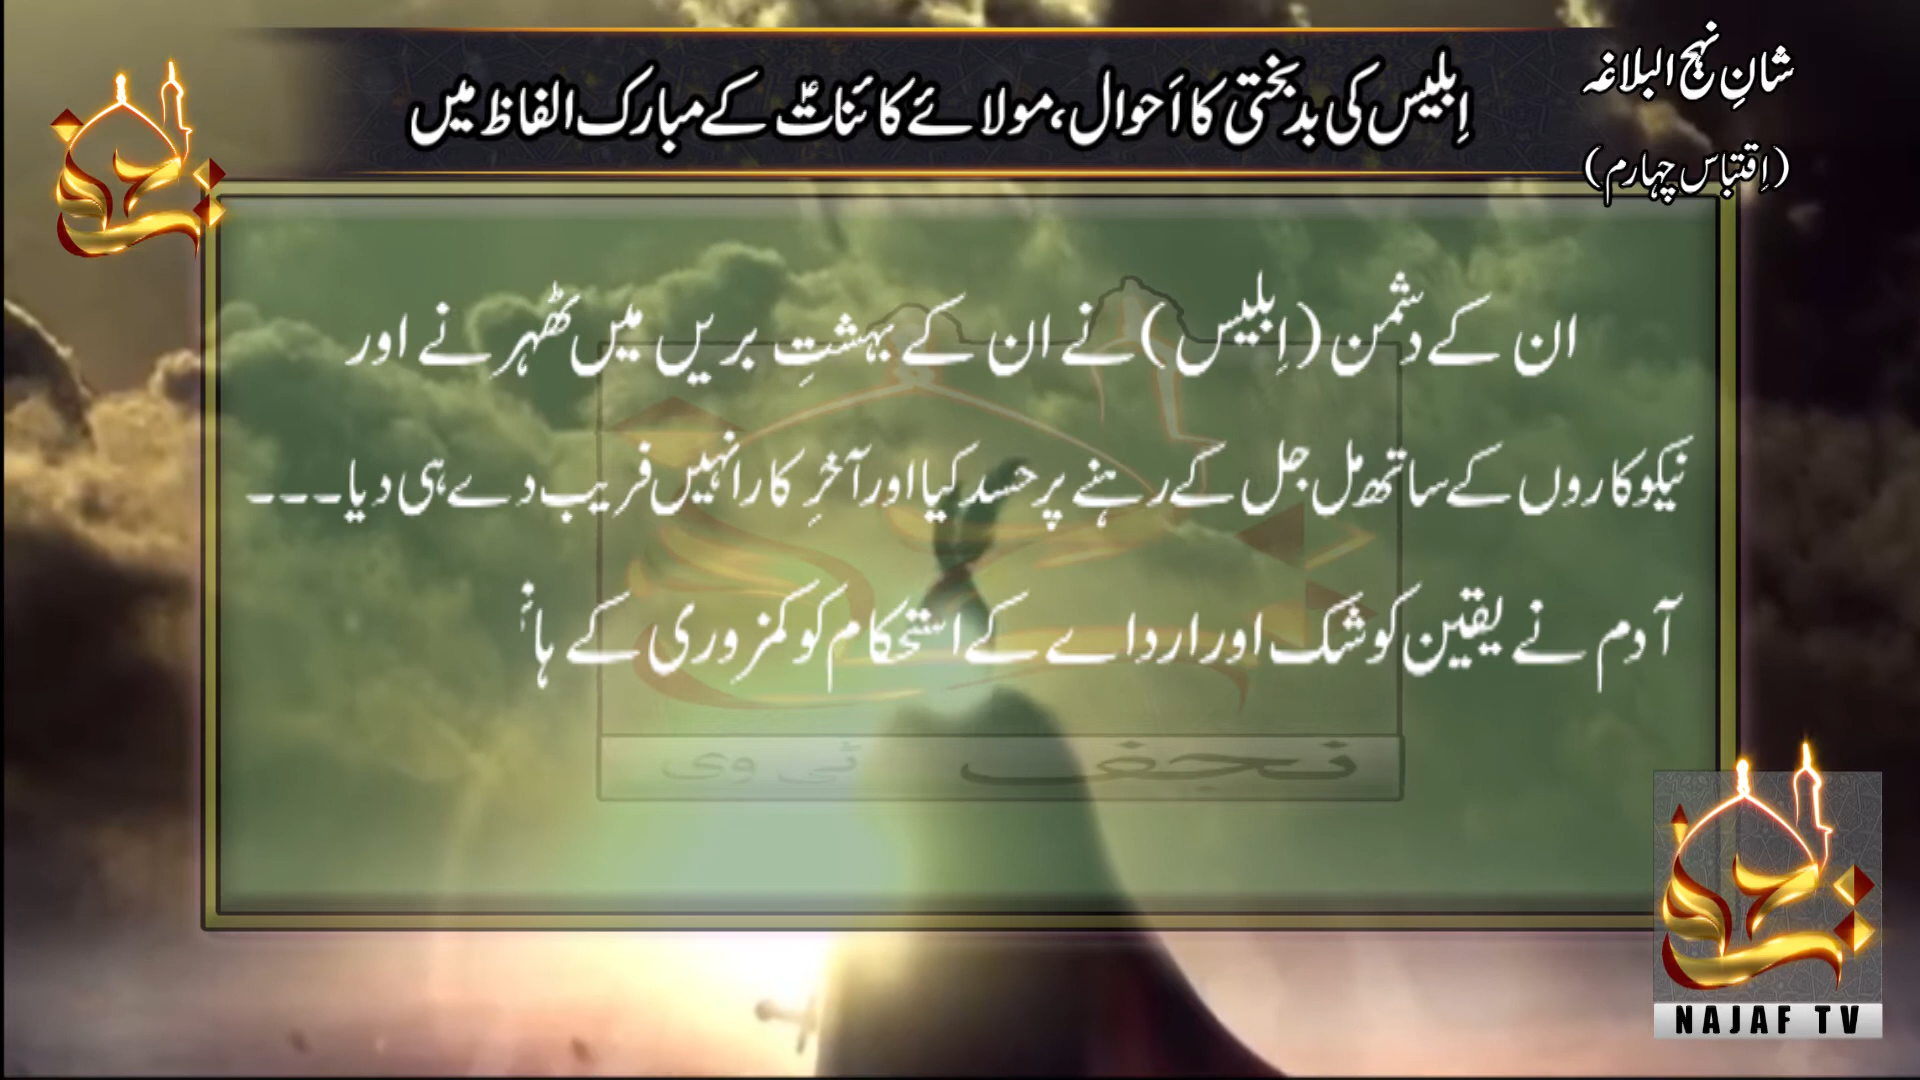 شانِ نہج البلاغہ
(اِقتباس چہارم)
اِبلیس کی بدبختی کا اَحوال، مولائے کائناتؑ کے مبارک الفاظ میں
ان کے دشمن (اِبلیس) نے ان کے بہشتِ بریں میں ٹھہرنے اور
نیکوکاروں کے ساتھ مل جل کے رہنے پر حسد کیا اور آخرِ کار انہیں فریب دے ہی دیا۔۔۔
آدم نے یقین کو شک اور ارادے کے استحکام کو کمزوری کے
نجف ٹی وی
NAJAF TV